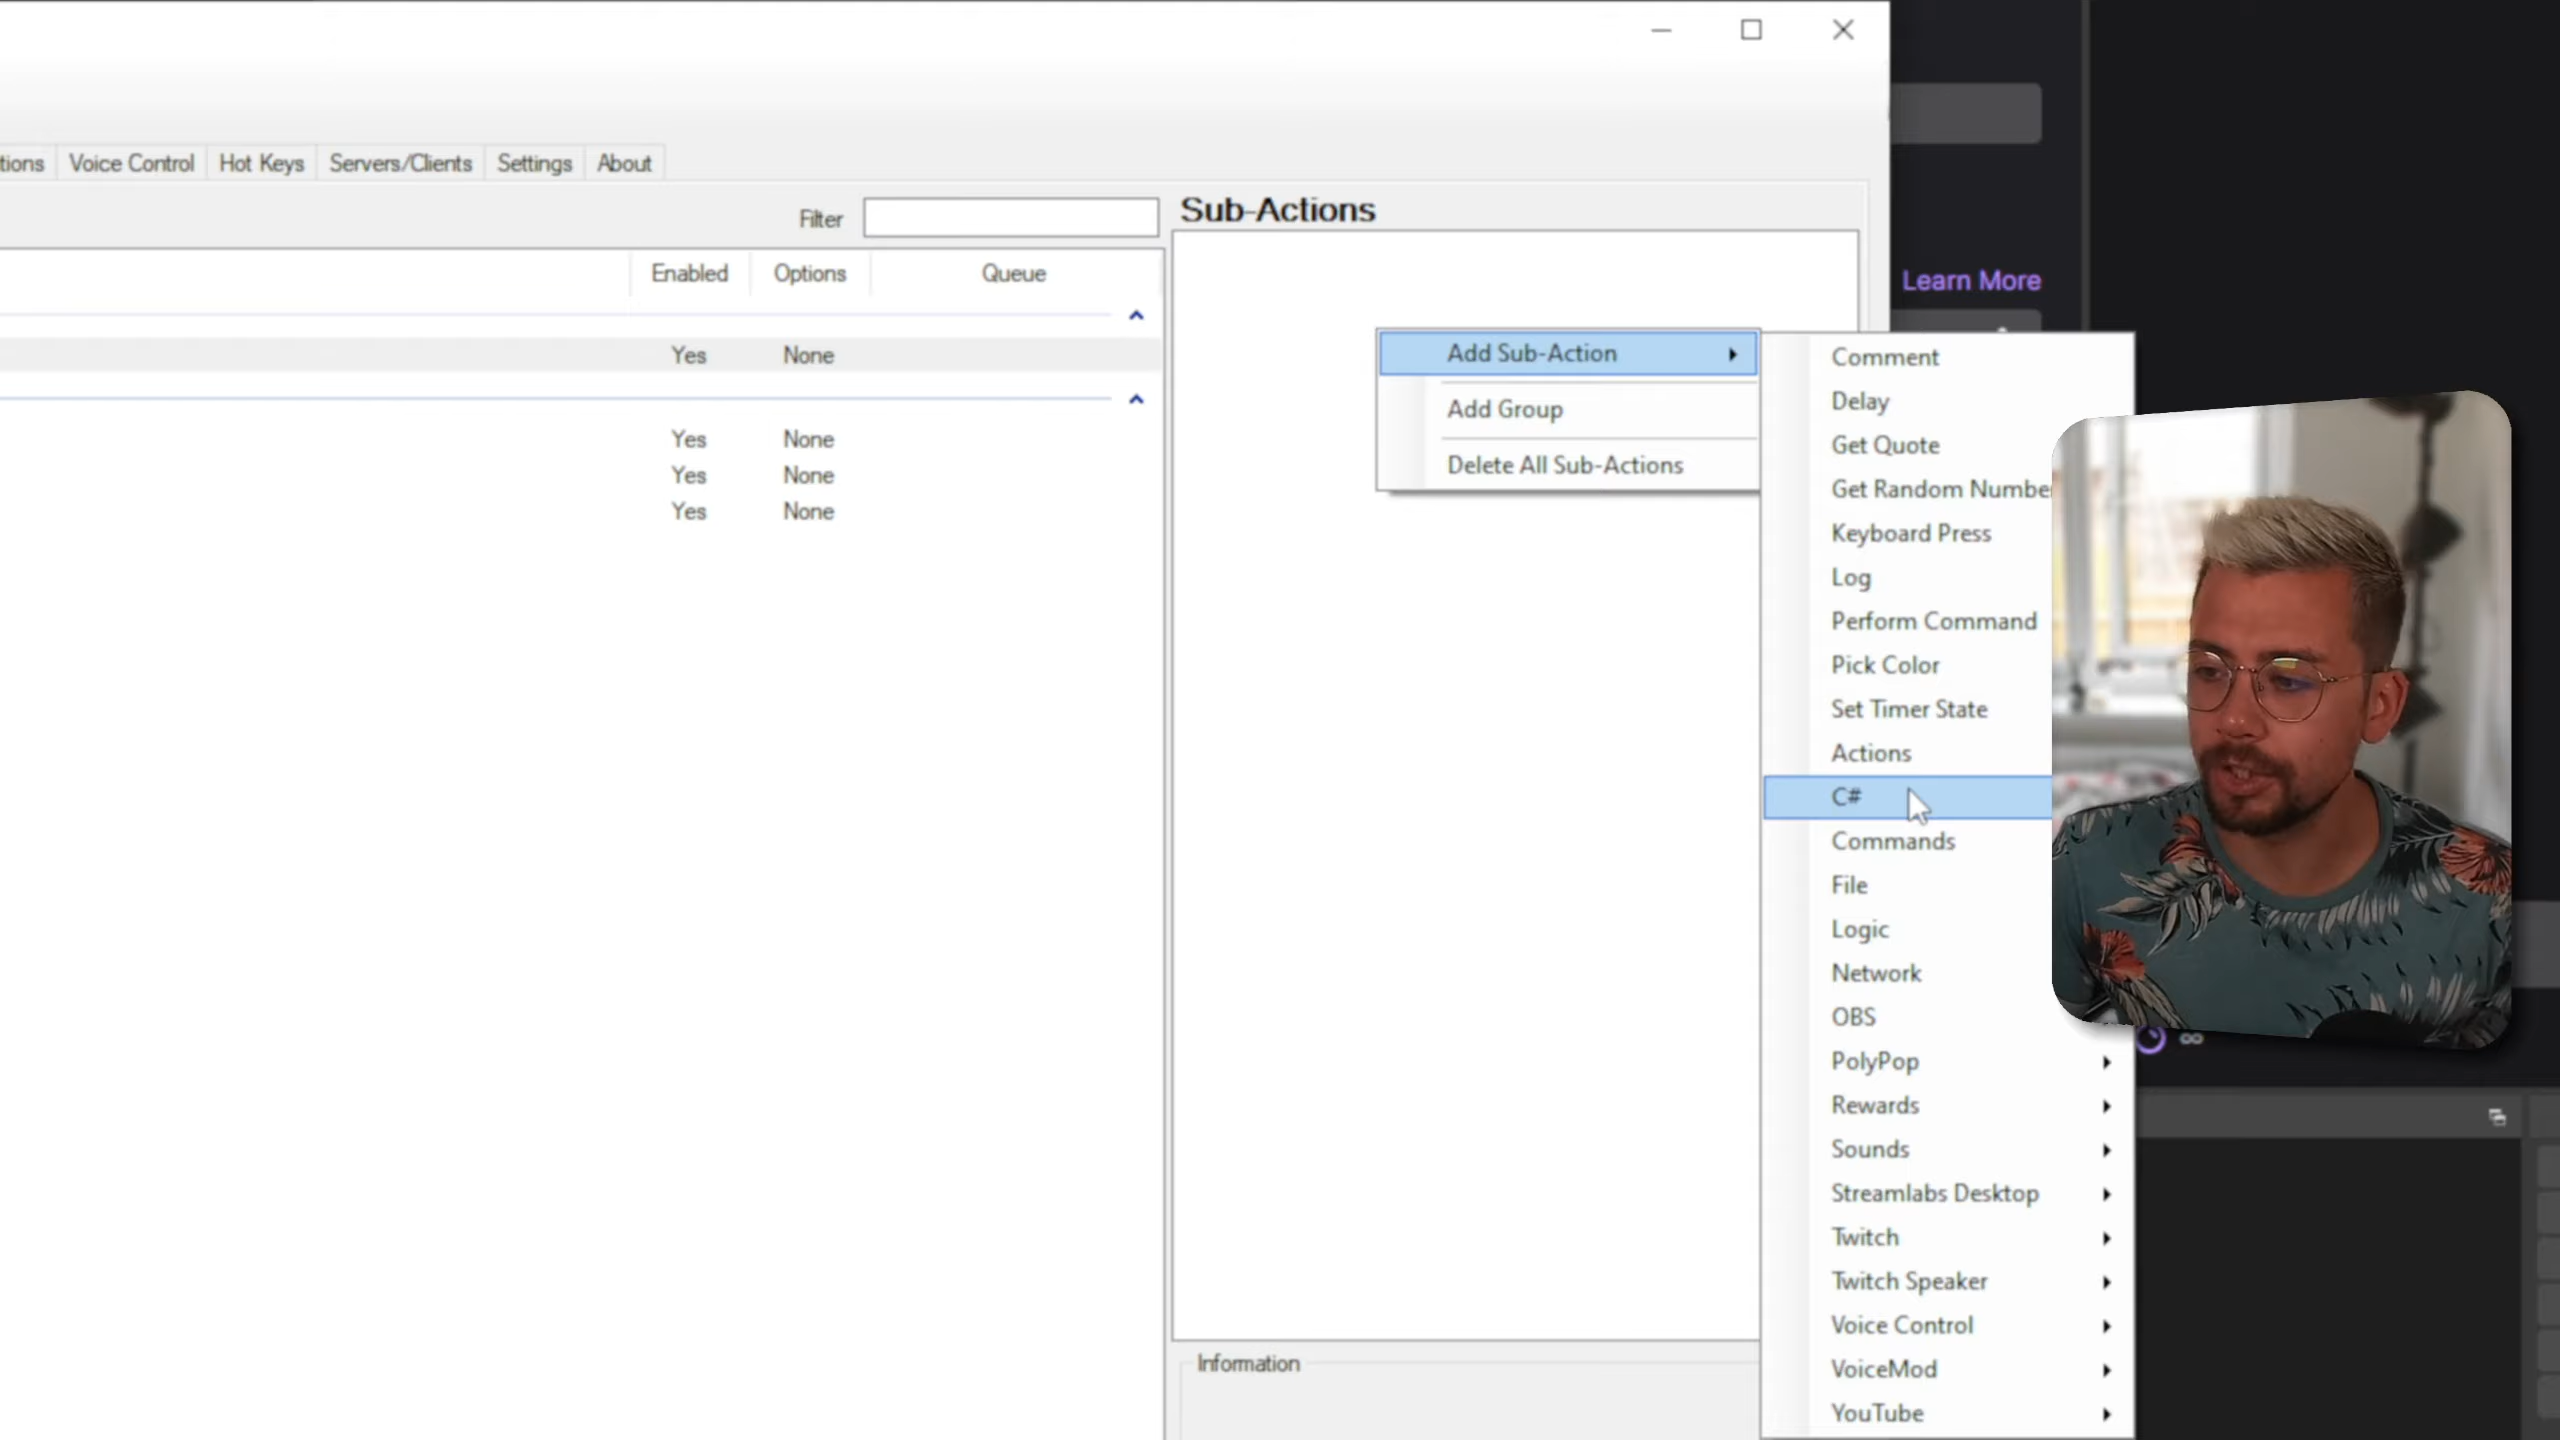 tions Voice Control Hot Keys Servers/Clients Settings About
Filter
Sub-Actions
Enabled Options Queue
Yes None
Yes None
Yes None
Yes None
Learn More
Add Sub-Action
Add Group
Delete All Sub-Actions
Comment
Delay
Get Quote
Get Random Number
Keyboard Press
Log
Perform Command
Pick Color
Set Timer State
Actions
C#
Commands
File
Logic
Network
OBS
PolyPop
Rewards
Sounds
Streamlabs Desktop
Twitch
Twitch Speaker
Voice Control
VoiceMod
YouTube
Information